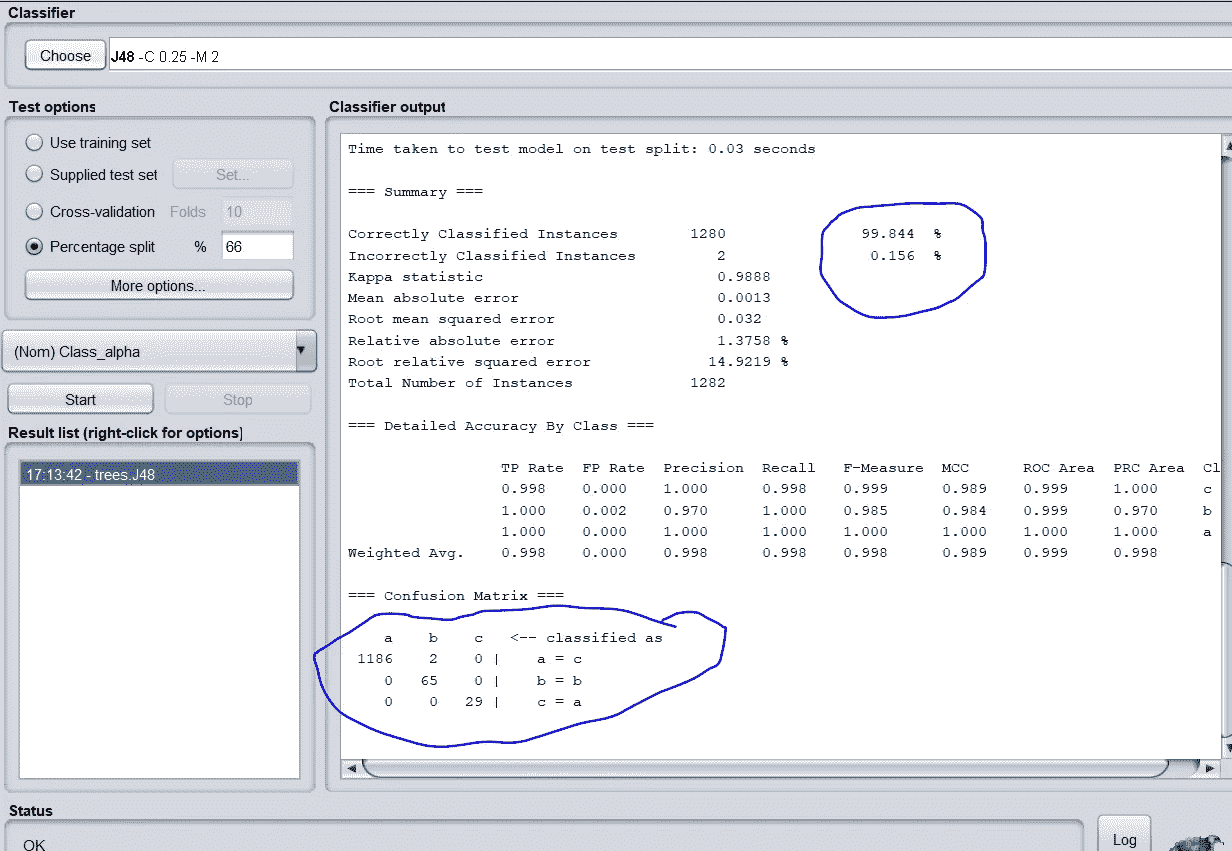 Classifier
Choose J48 -C 0.25 -M 2
Test options
Use training set
Supplied test set Set...
Cross-validation Folds 10
Percentage split % 66
More options...
(Nom) Class_alpha
Start Stop
Result list (right-click for options)
17:13:42 - trees.J48
Classifier output
Time taken to test model on test split: 0.03 seconds
=== Summary ===
Correctly Classified Instances 1280 99.844 %
Incorrectly Classified Instances 2 0.156 %
Kappa statistic 0.9888
Mean absolute error 0.0013
Root mean squared error 0.032
Relative absolute error 1.3758 %
Root relative squared error 14.9219 %
Total Number of Instances 1282
=== Detailed Accuracy By Class ===
TP Rate FP Rate Precision Recall F-Measure MCC ROC Area PRC Area Cl
0.998 0.000 1.000 0.998 0.999 0.989 0.999 1.000 c
1.000 0.002 0.970 1.000 0.985 0.984 0.999 0.970 b
1.000 0.000 1.000 1.000 1.000 1.000 1.000 1.000 a
Weighted Avg. 0.998 0.000 0.998 0.998 0.998 0.989 0.999 0.998
=== Confusion Matrix ===
a b c <-- classified as
1186 2 0 | a = c
0 65 0 | b = b
0 0 29 | c = a
Status
OK
Log